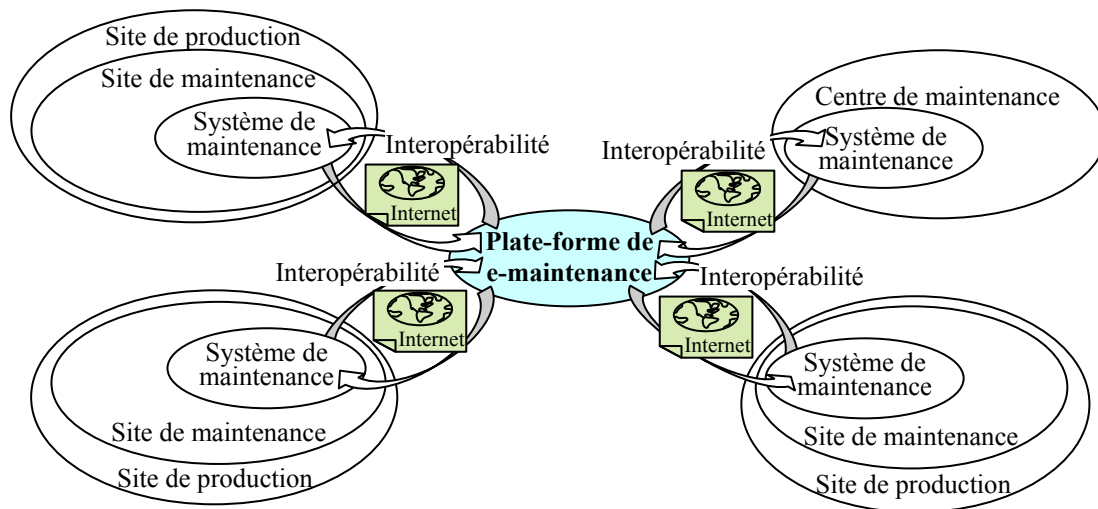 Site de production
Site de maintenance
Système de
maintenance
Interopérabilité
Internet
Centre de maintenance
Système de
maintenance
Interopérabilité
Internet
Plate-forme de
e-maintenance
Interopérabilité
Internet
Système de
maintenance
Site de maintenance
Site de production
Interopérabilité
Internet
Système de
maintenance
Site de maintenance
Site de production